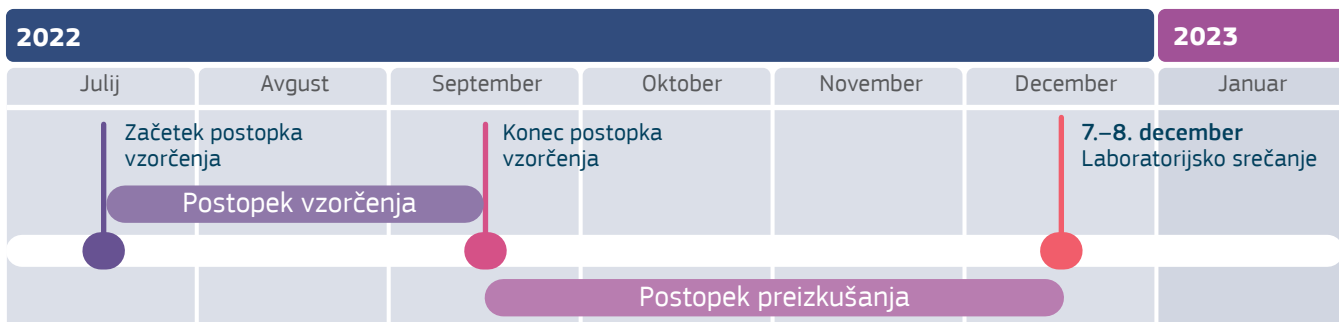 2022
2023
Julij
Avgust
September
Oktober
November
December
Januar
Začetek postopka
vzorčenja
Konec postopka
vzorčenja
7.–8. december
Laboratorijsko srečanje
Postopek vzorčenja
Postopek preizkušanja